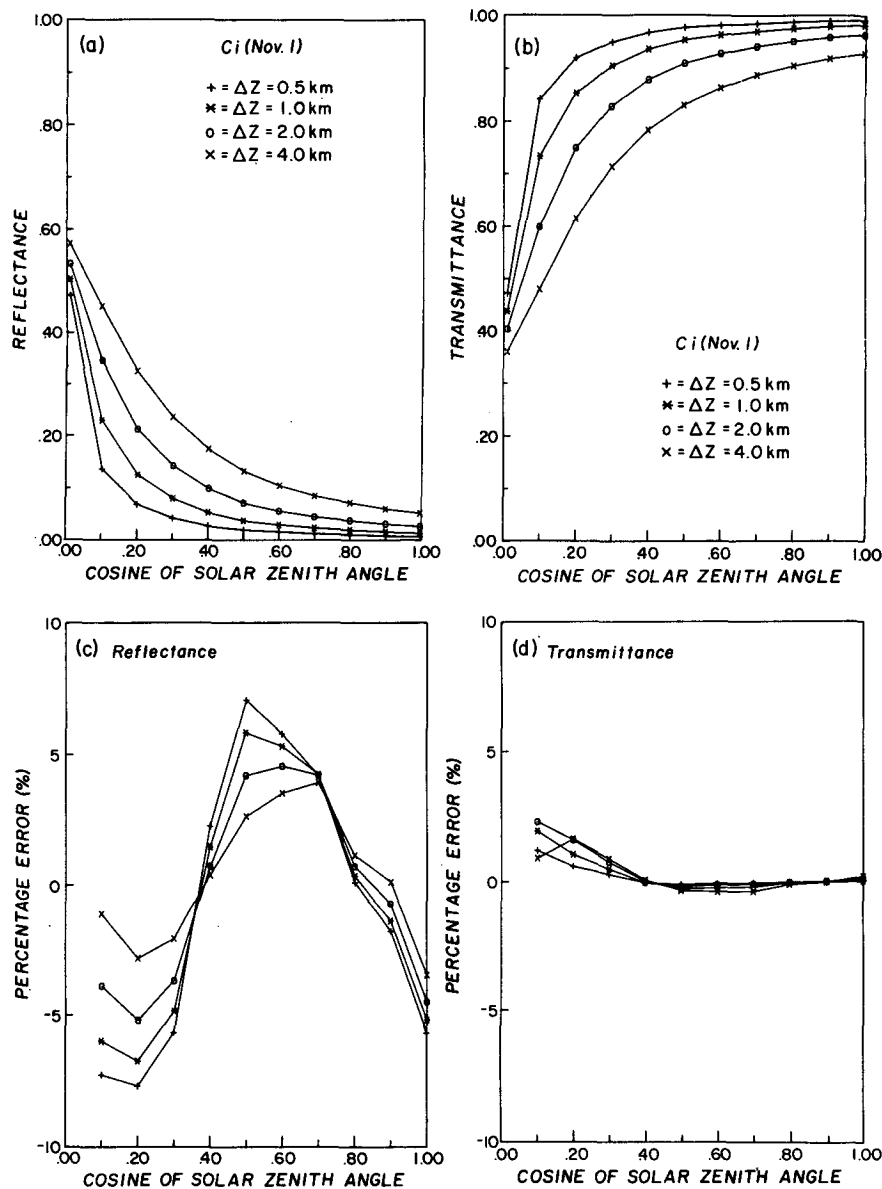 (a)
Ci (Nov. 1)
+ = ΔZ = 0.5 km
* = ΔZ = 1.0 km
o = ΔZ = 2.0 km
x = ΔZ = 4.0 km
1.00
.80
.60
.40
.20
.00
REFLECTANCE
.00 .20 .40 .60 .80 1.00
COSINE OF SOLAR ZENITH ANGLE
(b)
Ci (Nov. 1)
+ = ΔZ = 0.5 km
* = ΔZ = 1.0 km
o = ΔZ = 2.0 km
x = ΔZ = 4.0 km
1.00
.80
.60
.40
.20
.00
TRANSMITTANCE
.00 .20 .40 .60 .80 1.00
COSINE OF SOLAR ZENITH ANGLE
(c) Reflectance
10
5
0
-5
-10
PERCENTAGE ERROR (%)
.00 .20 .40 .60 .80 1.00
COSINE OF SOLAR ZENITH ANGLE
(d) Transmittance
10
5
0
-5
-10
PERCENTAGE ERROR (%)
.00 .20 .40 .60 .80 1.00
COSINE OF SOLAR ZENITH ANGLE